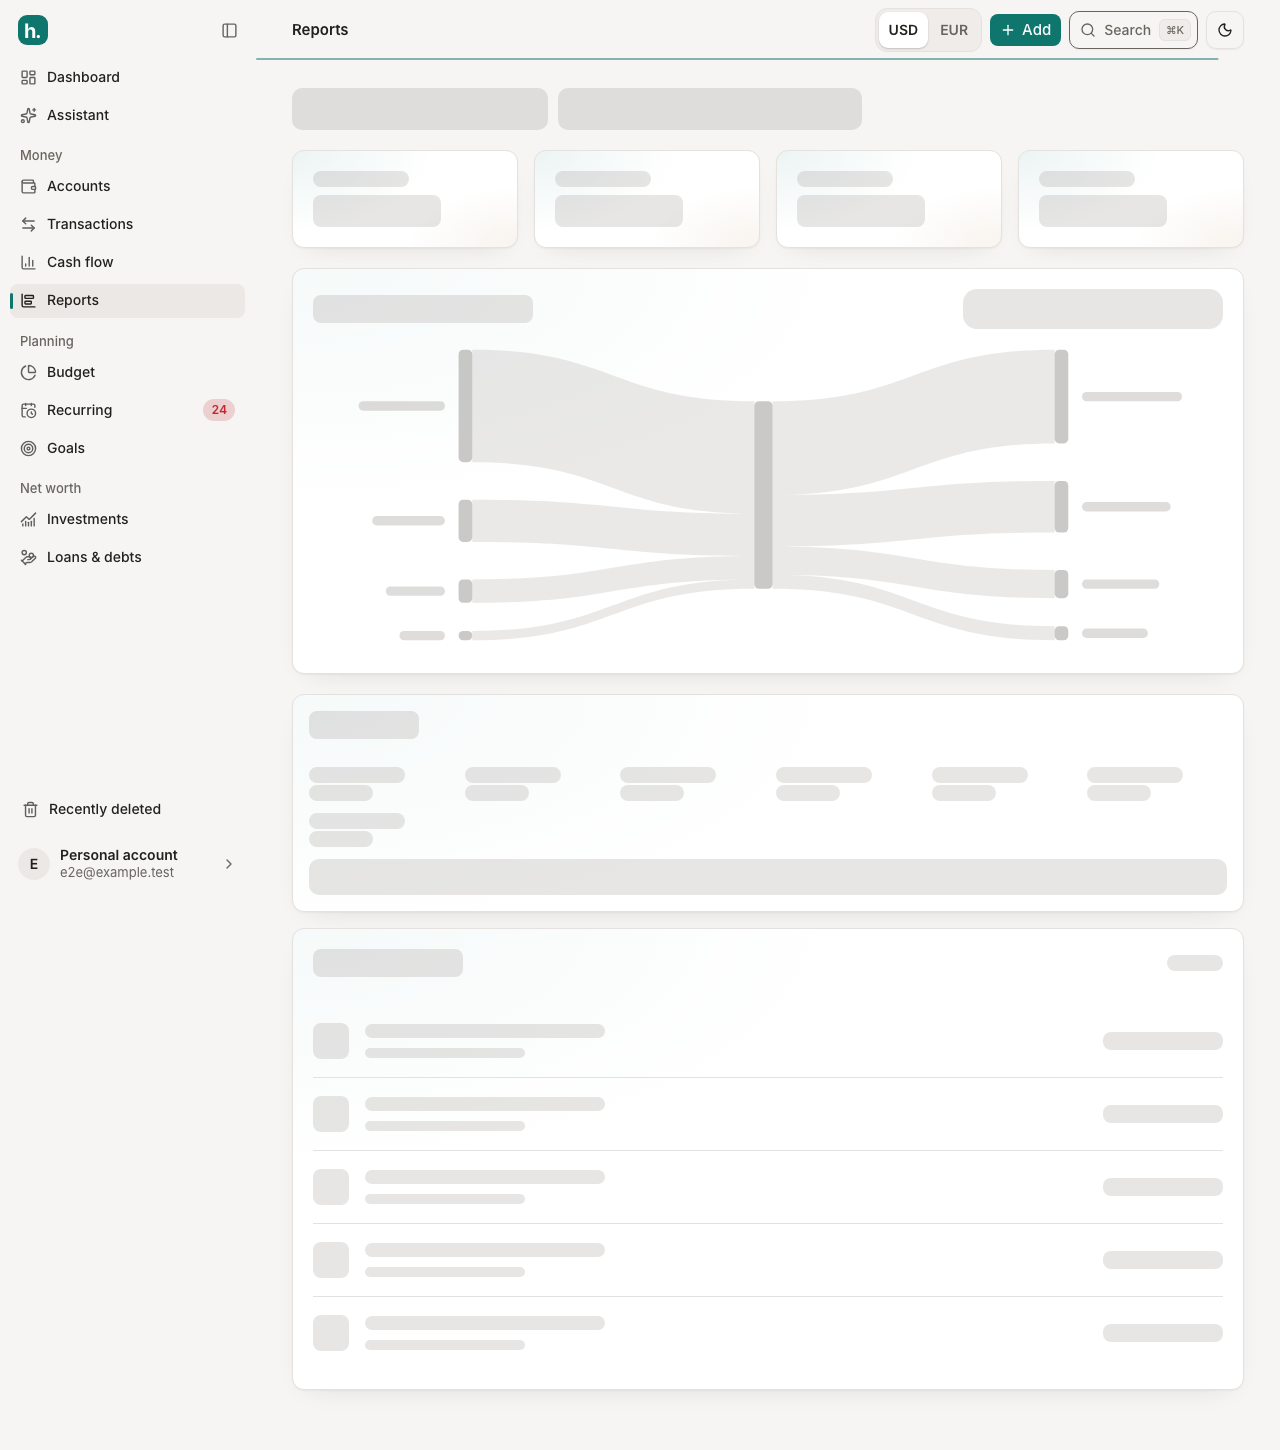 h.
Dashboard
Assistant
Money
Accounts
Transactions
Cash flow
Reports
Planning
Budget
Recurring 24
Goals
Net worth
Investments
Loans & debts
Recently deleted
E
Personal account
e2e@example.test
Reports
USD EUR
Add
Search ⌘K